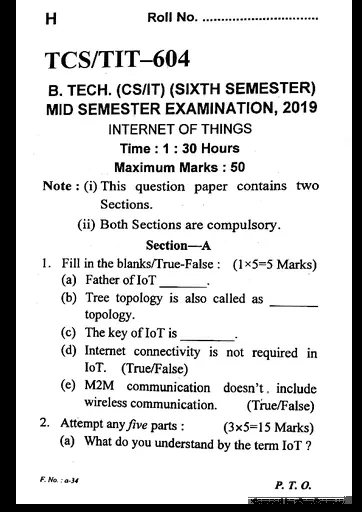 H Roll No. ................................
TCS/TIT–604
B. TECH. (CS/IT) (SIXTH SEMESTER)
MID SEMESTER EXAMINATION, 2019
INTERNET OF THINGS
Time : 1 : 30 Hours
Maximum Marks : 50
Note : (i) This question paper contains two
Sections.
(ii) Both Sections are compulsory.
Section—A
1. Fill in the blanks/True-False : (1×5=5 Marks)
(a) Father of IoT _______.
(b) Tree topology is also called as _______
topology.
(c) The key of IoT is ________.
(d) Internet connectivity is not required in
IoT. (True/False)
(e) M2M communication doesn't include
wireless communication. (True/False)
2. Attempt any five parts : (3×5=15 Marks)
(a) What do you understand by the term IoT ?
F. No. : a-34
P. T. O.